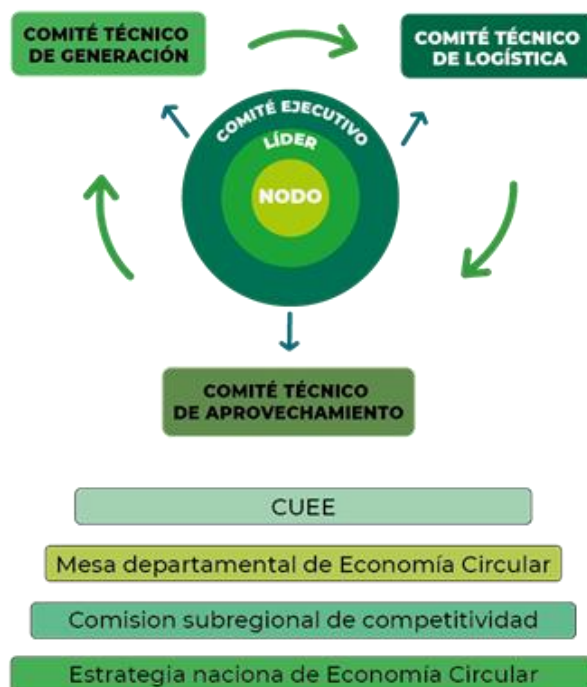 COMITÉ TÉCNICO
DE GENERACIÓN
COMITÉ TÉCNICO
DE LOGÍSTICA
COMITÉ EJECUTIVO
LÍDER
NODO
COMITÉ TÉCNICO
DE APROVECHAMIENTO
CUEE
Mesa departamental de Economía Circular
Comision subregional de competitividad
Estrategia naciona de Economía Circular